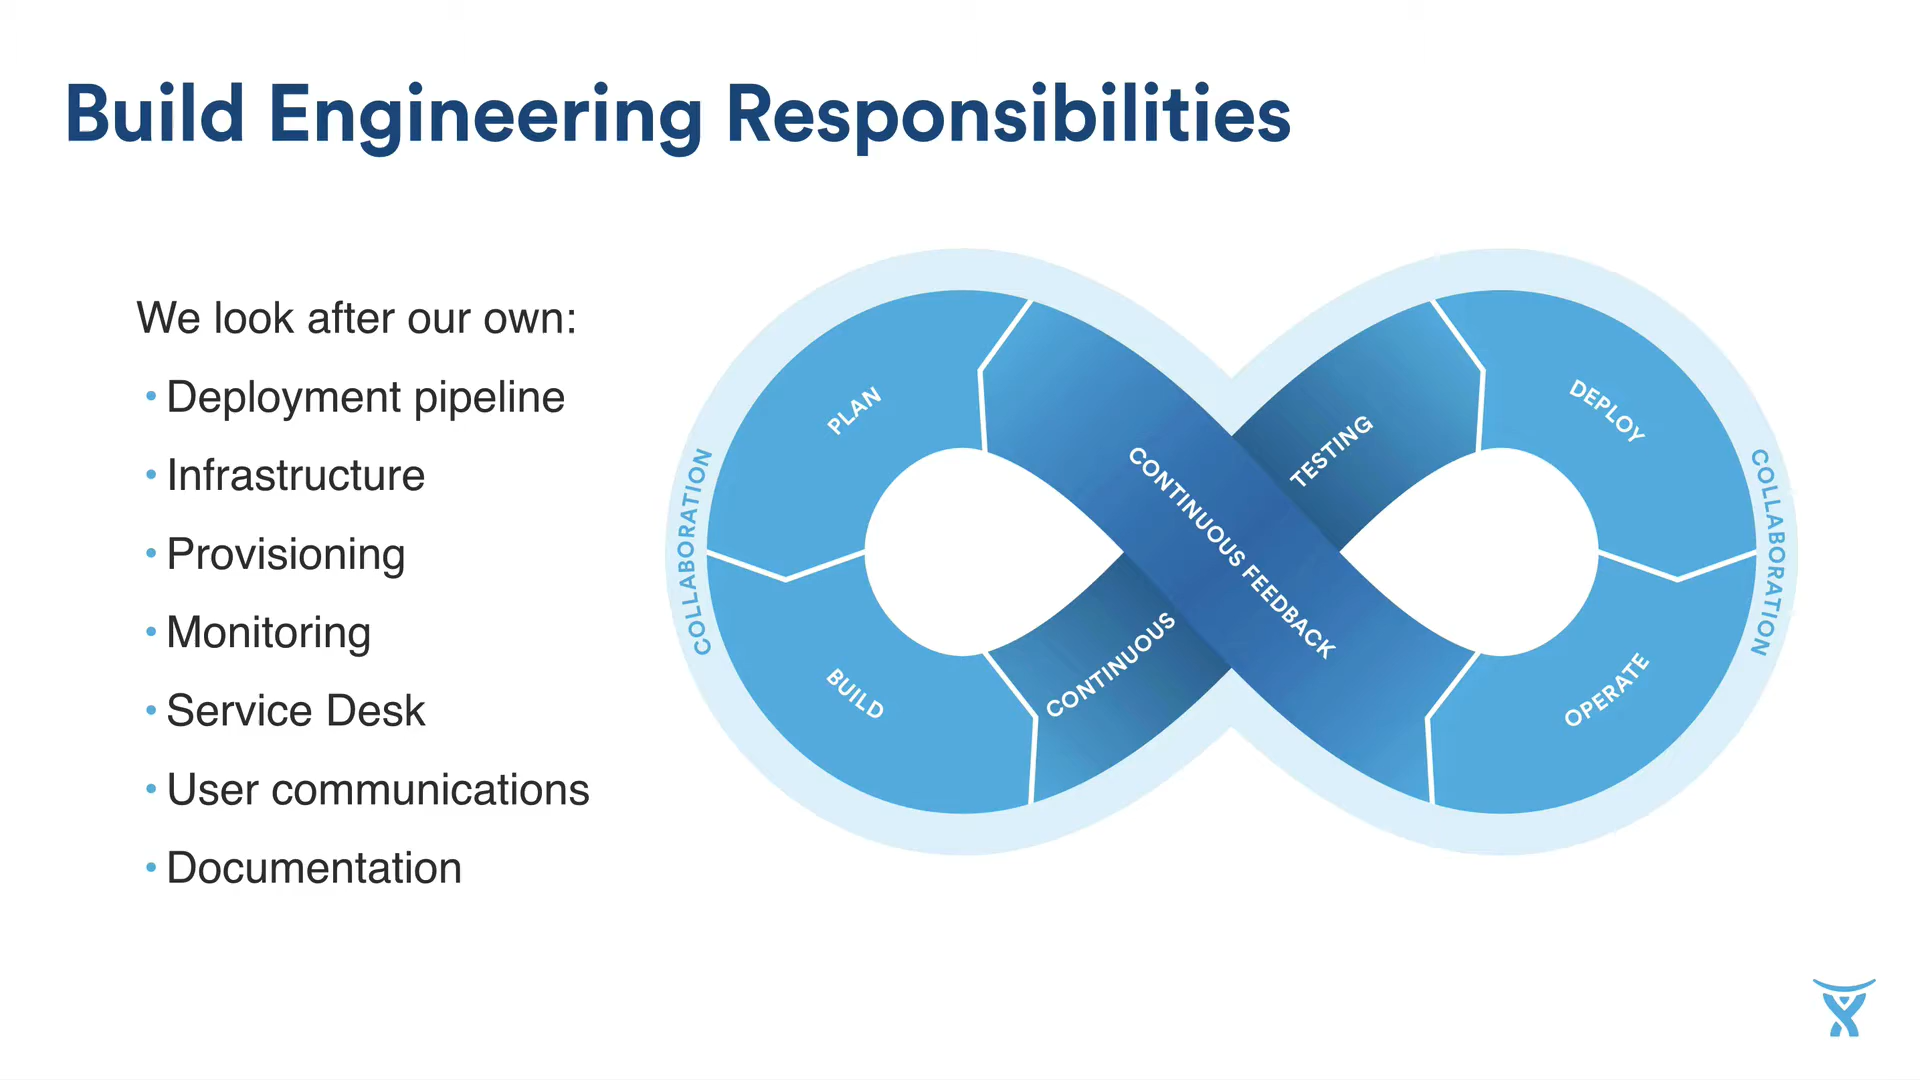 Build Engineering Responsibilities
We look after our own:
• Deployment pipeline
• Infrastructure
• Provisioning
• Monitoring
• Service Desk
• User communications
• Documentation
COLLABORATION
PLAN
BUILD
CONTINUOUS
TESTING
CONTINUOUS FEEDBACK
DEPLOY
OPERATE
COLLABORATION